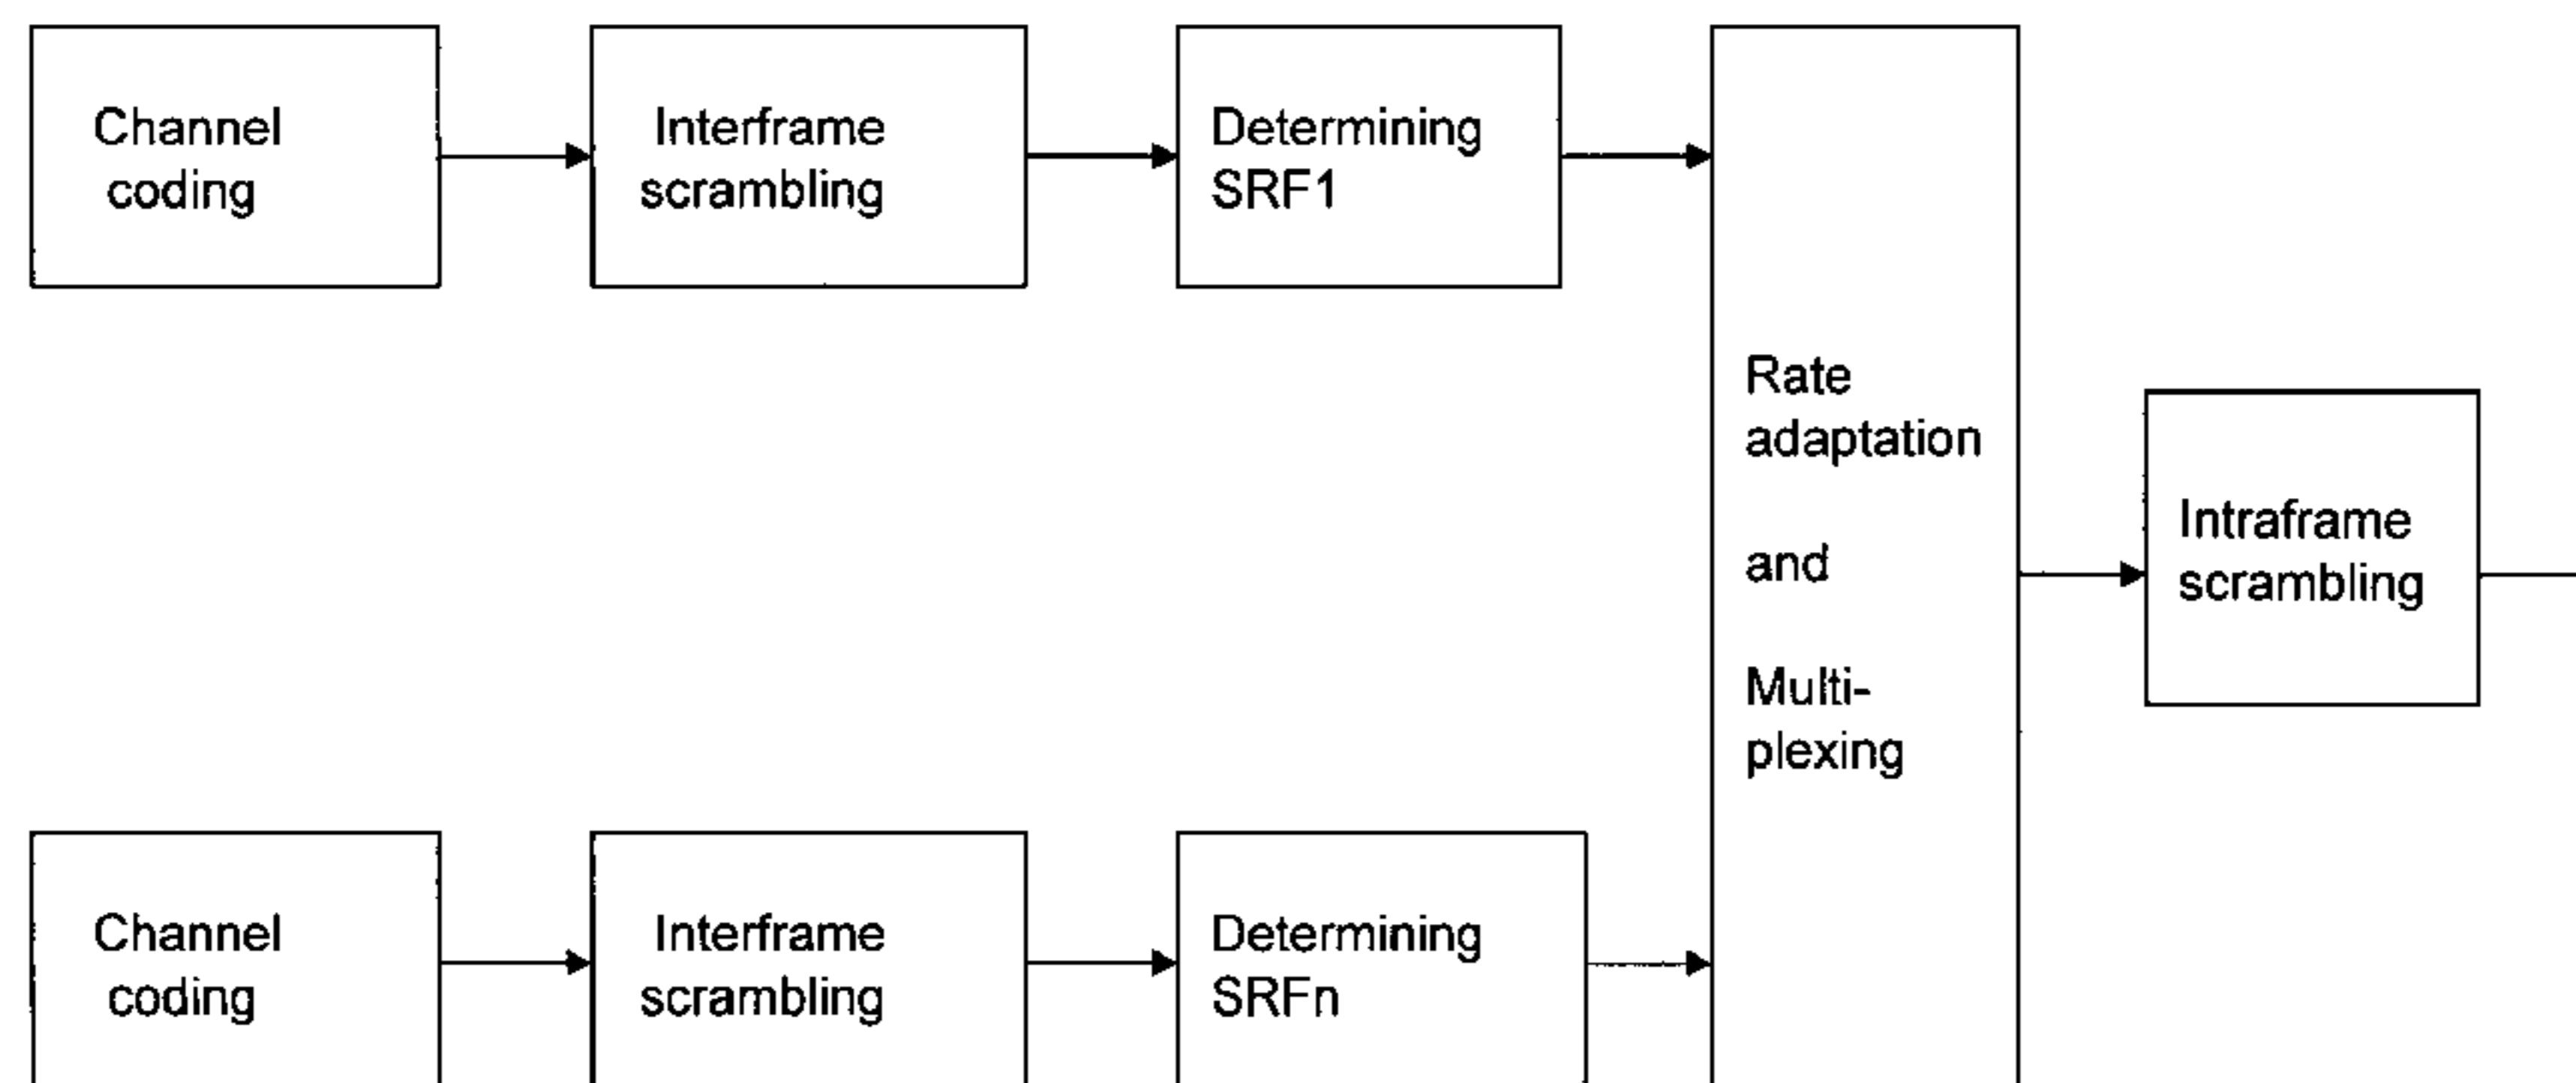 Channel
coding
Interframe
scrambling
Determining
SRF1
Rate
adaptation
and
Multi-
plexing
Intraframe
scrambling
Channel
coding
Interframe
scrambling
Determining
SRFn